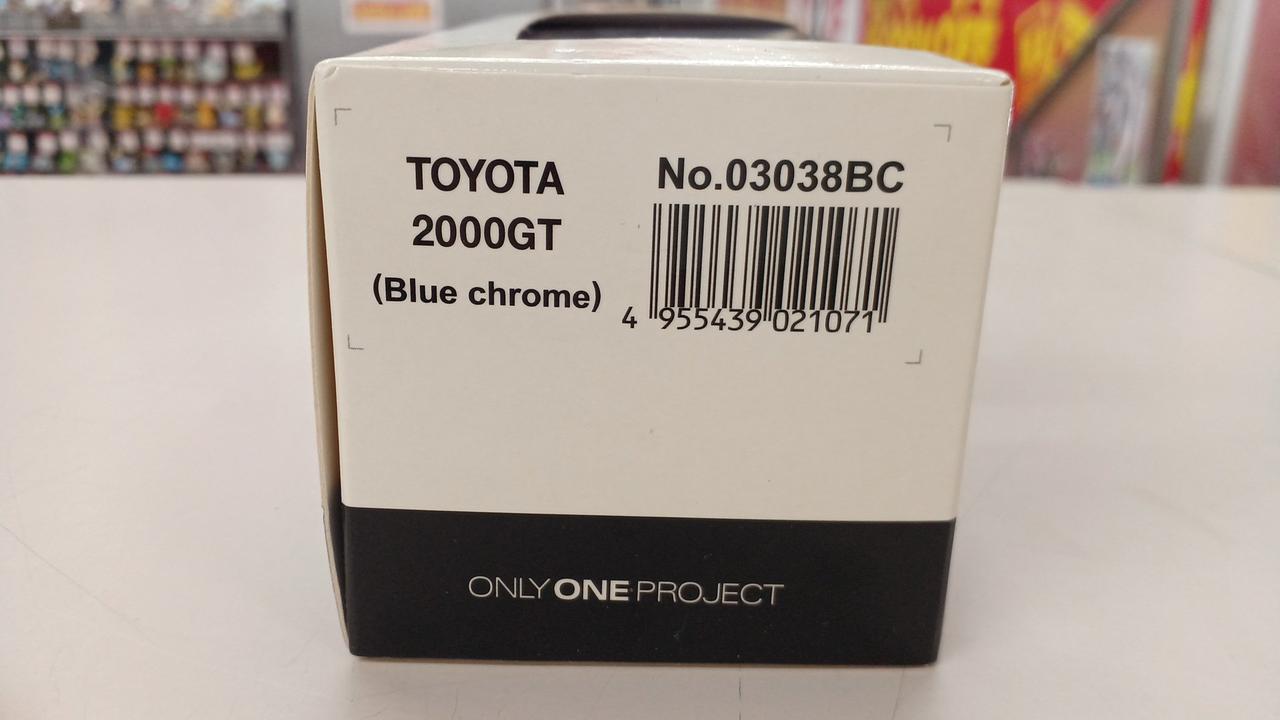 TOYOTA
2000GT
(Blue chrome)
No.03038BC
4 955439 021071
ONLY ONE PROJECT